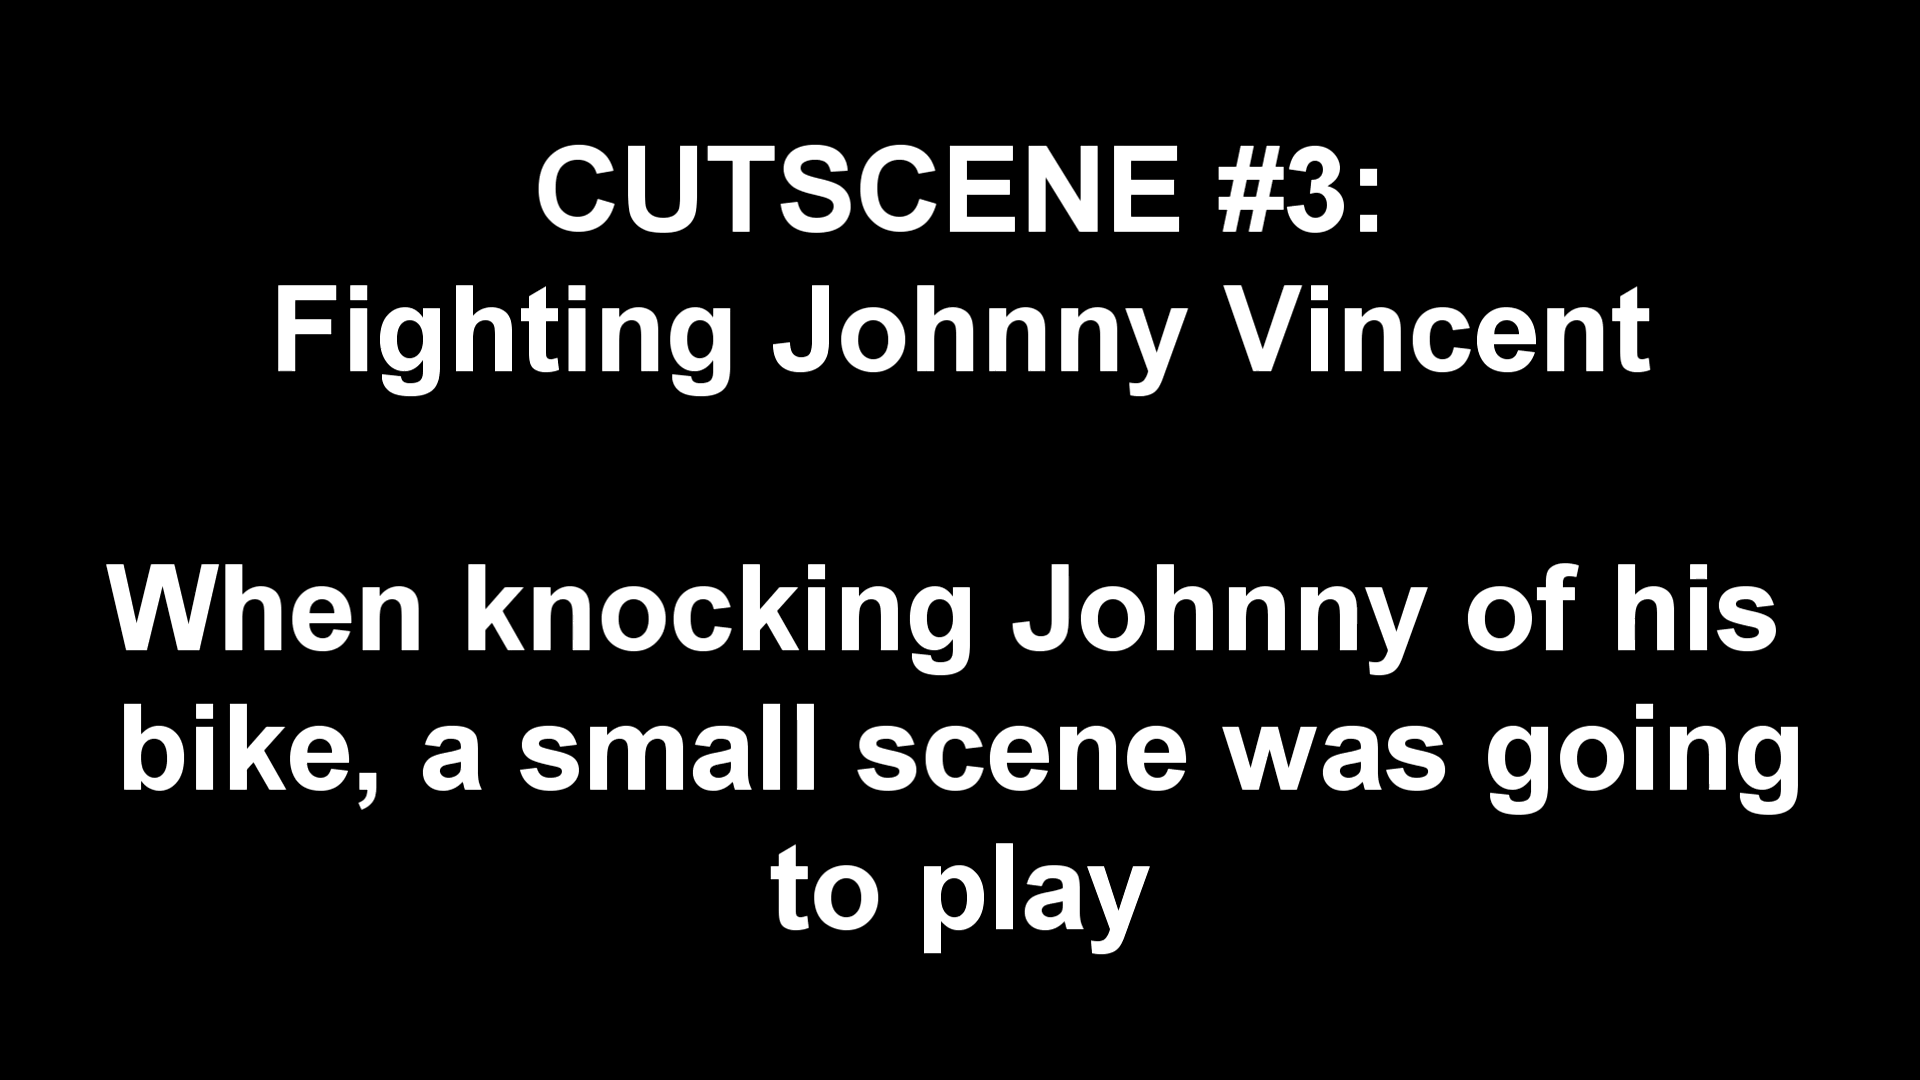 CUTSCENE #3:
Fighting Johnny Vincent
When knocking Johnny of his
bike, a small scene was going
to play